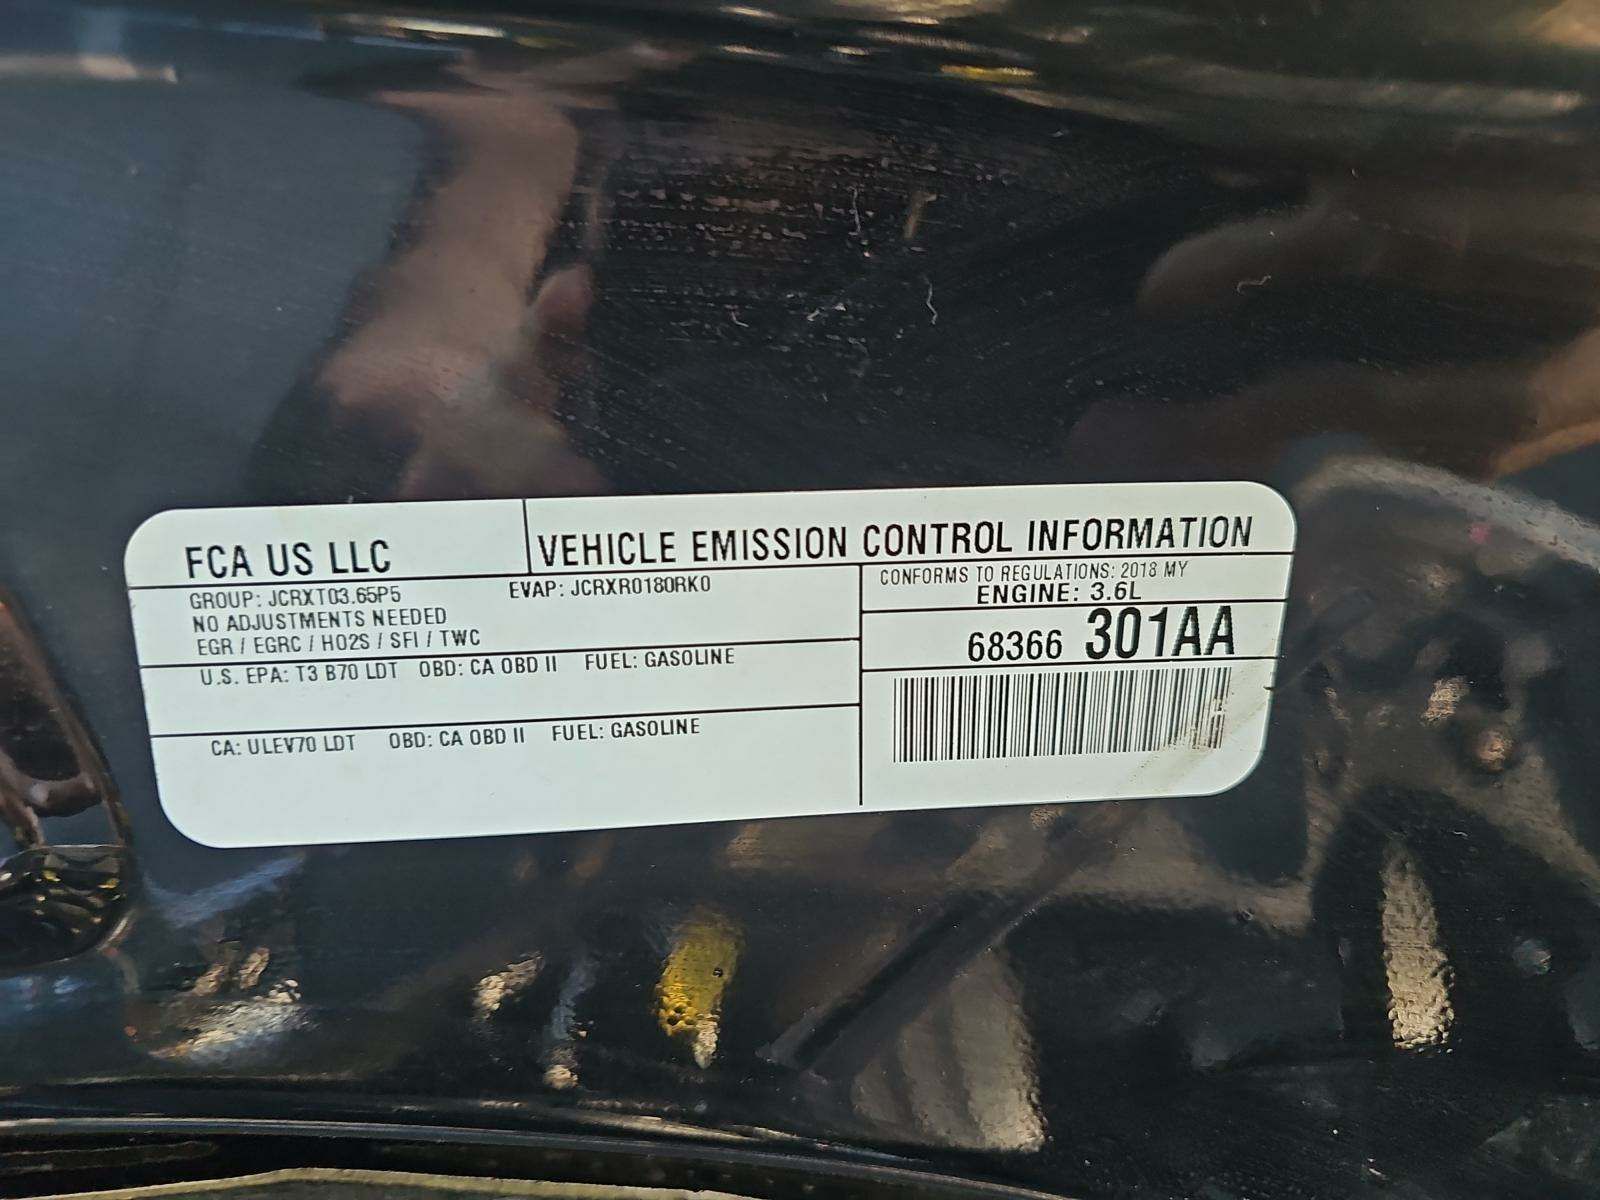 FCA US LLC
VEHICLE EMISSION CONTROL INFORMATION
GROUP: JCRXT03.65P5 EVAP: JCRXR0180RK0
NO ADJUSTMENTS NEEDED
EGR / EGRC / HO2S / SFI / TWC
U.S. EPA: T3 B70 LDT OBD: CA OBD II FUEL: GASOLINE
CA: ULEV70 LDT OBD: CA OBD II FUEL: GASOLINE
CONFORMS TO REGULATIONS: 2018 MY
ENGINE: 3.6L
68366 301AA